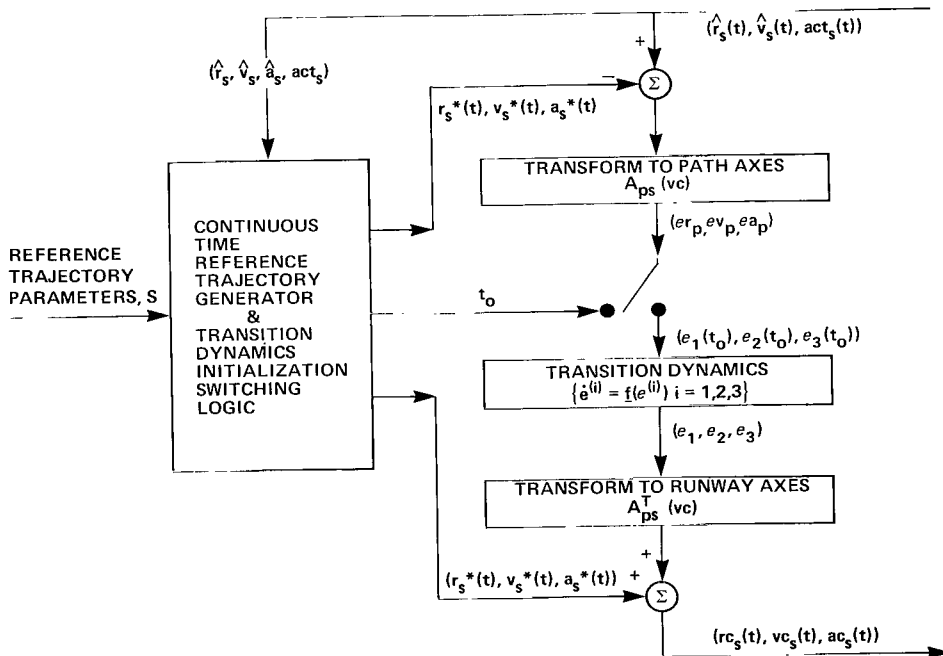 (r̂ₛ(t), v̂ₛ(t), actₛ(t))
+
(r̂ₛ, v̂ₛ, âₛ, actₛ)
Σ
−
rₛ*(t), vₛ*(t), aₛ*(t)
TRANSFORM TO PATH AXES
Aₚₛ (vc)
(erₚ, evₚ, eaₚ)
CONTINUOUS
TIME
REFERENCE
TRAJECTORY
GENERATOR
&
TRANSITION
DYNAMICS
INITIALIZATION
SWITCHING
LOGIC
REFERENCE
TRAJECTORY
PARAMETERS, S
tₒ
(e₁(tₒ), e₂(tₒ), e₃(tₒ))
TRANSITION DYNAMICS
{ė⁽ⁱ⁾ = f̲(e⁽ⁱ⁾) i = 1,2,3}
(e₁, e₂, e₃)
TRANSFORM TO RUNWAY AXES
Aᵀₚₛ (vc)
+
(rₛ*(t), vₛ*(t), aₛ*(t))
+
Σ
(rcₛ(t), vcₛ(t), acₛ(t))